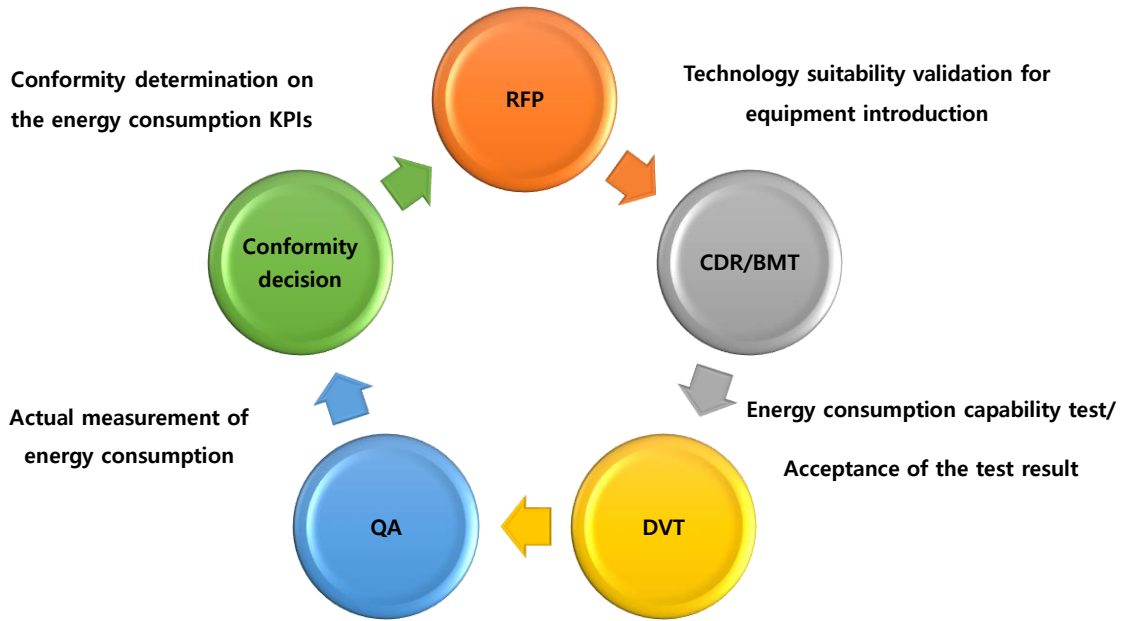 RFP
Technology suitability validation for
equipment introduction
CDR/BMT
Energy consumption capability test/
Acceptance of the test result
DVT
QA
Actual measurement of
energy consumption
Conformity
decision
Conformity determination on
the energy consumption KPIs